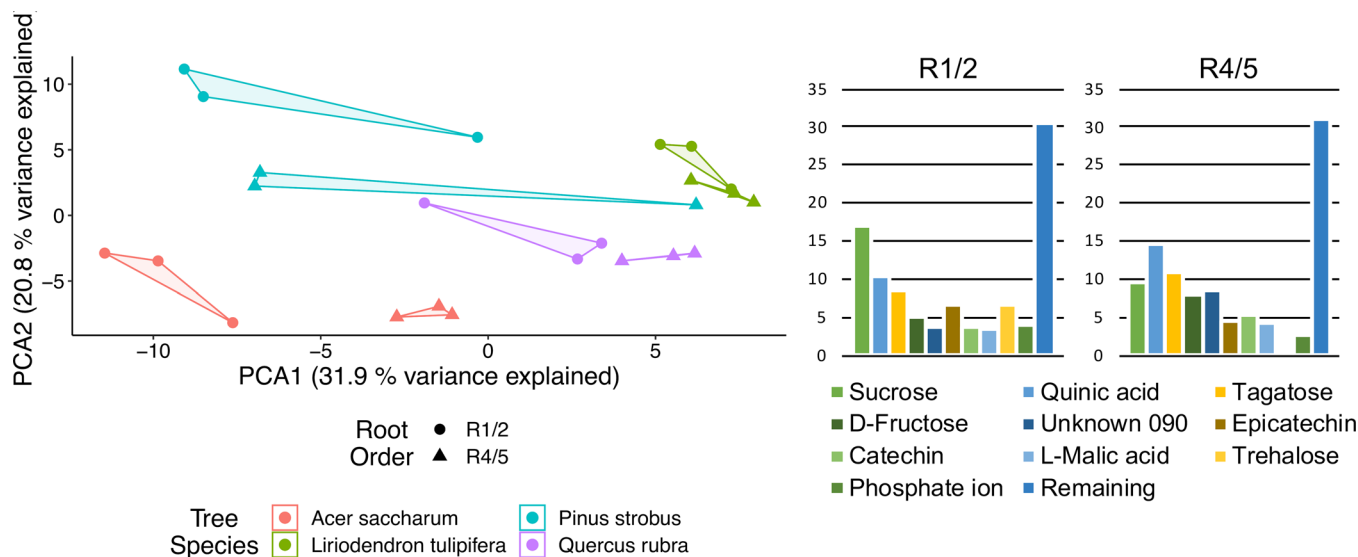 PCA2 (20.8 % variance explained)
10
5
0
−5
−10
−5
0
5
PCA1 (31.9 % variance explained)
Root Order
R1/2
R4/5
Tree Species
Acer saccharum
Liriodendron tulipifera
Pinus strobus
Quercus rubra
R1/2
35
30
25
20
15
10
5
0
R4/5
35
30
25
20
15
10
5
0
Sucrose
Quinic acid
Tagatose
D-Fructose
Unknown 090
Epicatechin
Catechin
L-Malic acid
Trehalose
Phosphate ion
Remaining